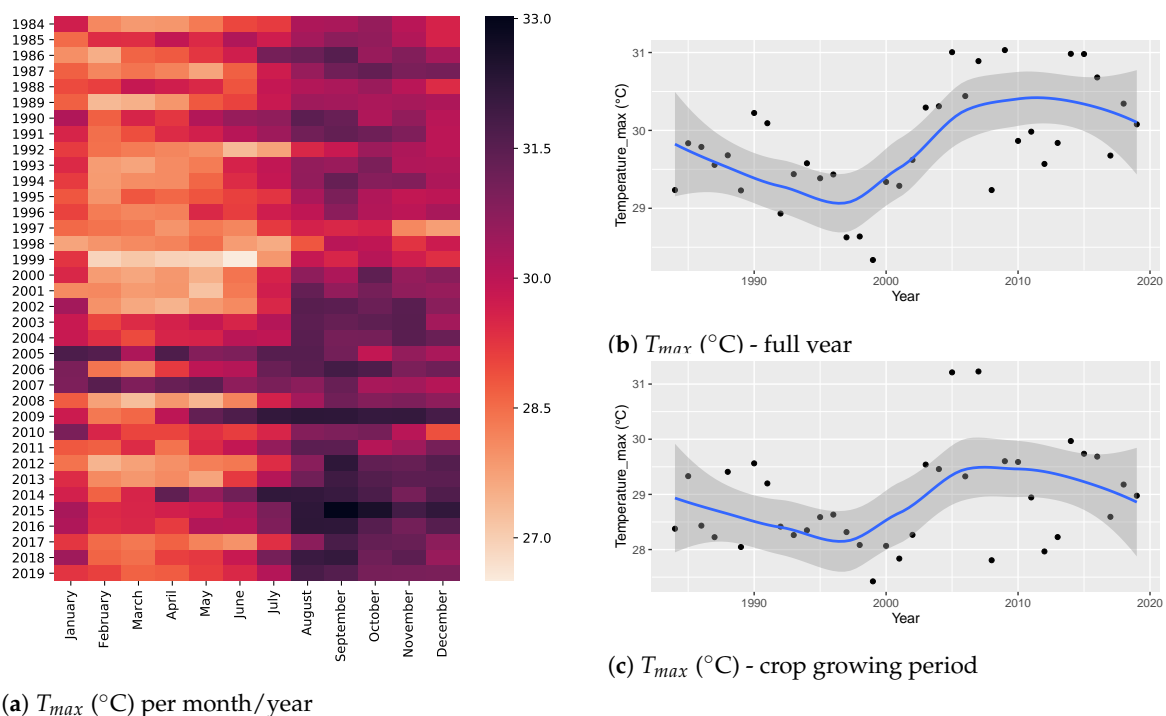 1984
1985
1986
1987
1988
1989
1990
1991
1992
1993
1994
1995
1996
1997
1998
1999
2000
2001
2002
2003
2004
2005
2006
2007
2008
2009
2010
2011
2012
2013
2014
2015
2016
2017
2018
2019
January
February
March
April
May
June
July
August
September
October
November
December
33.0
31.5
30.0
28.5
27.0
(a) Tmax (°C) per month/year
Temperature_max (°C)
31
30
29
1990
2000
2010
2020
Year
(b) Tmax (°C) - full year
Temperature_max (°C)
31
30
29
28
1990
2000
2010
2020
Year
(c) Tmax (°C) - crop growing period